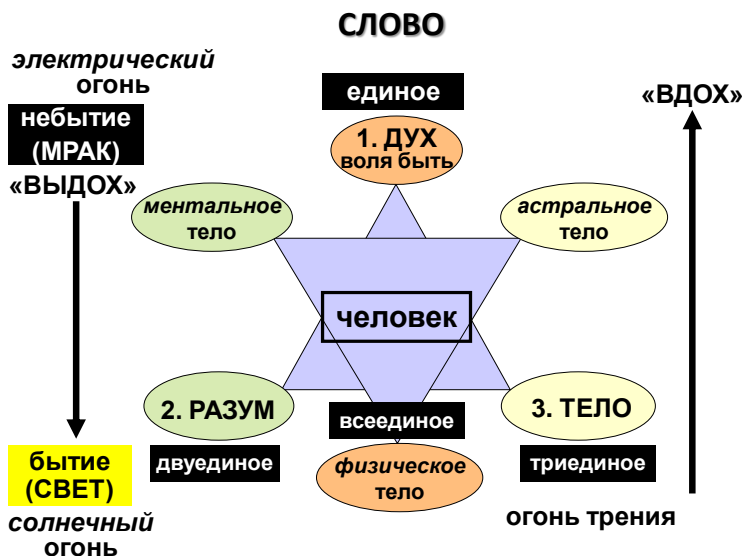 СЛОВО
электрический
огонь
небытие
(МРАК)
«ВЫДОХ»
единое
1. ДУХ
воля быть
«ВДОХ»
ментальное
тело
астральное
тело
человек
2. РАЗУМ
всеединое
3. ТЕЛО
бытие
(СВЕТ)
двуединое
физическое
тело
триединое
солнечный
огонь
огонь трения